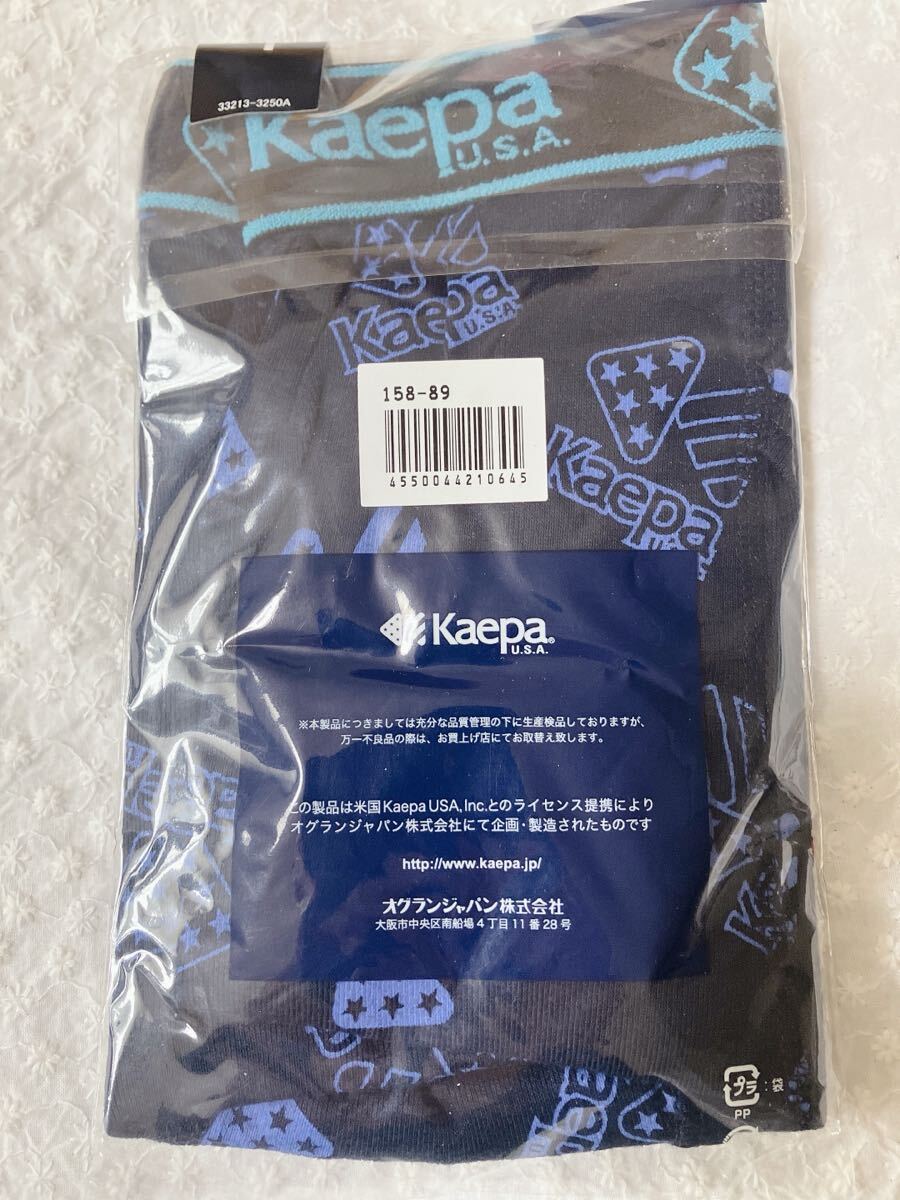 33213-3250A
Kaepa
U.S.A.
Kaepa
U.S.A.
158-89
4550044210645
Kaepa
U.S.
Kaepa®
U.S.A.
※本製品につきましては充分な品質管理の下に生産検品しておりますが、
万一不良品の際は、お買上げ店にてお取替え致します。
この製品は米国Kaepa USA, Inc.とのライセンス提携により
オグランジャパン株式会社にて企画・製造されたものです
http://www.kaepa.jp/
オグランジャパン株式会社
大阪市中央区南船場4丁目11番28号
プラ
:袋
PP